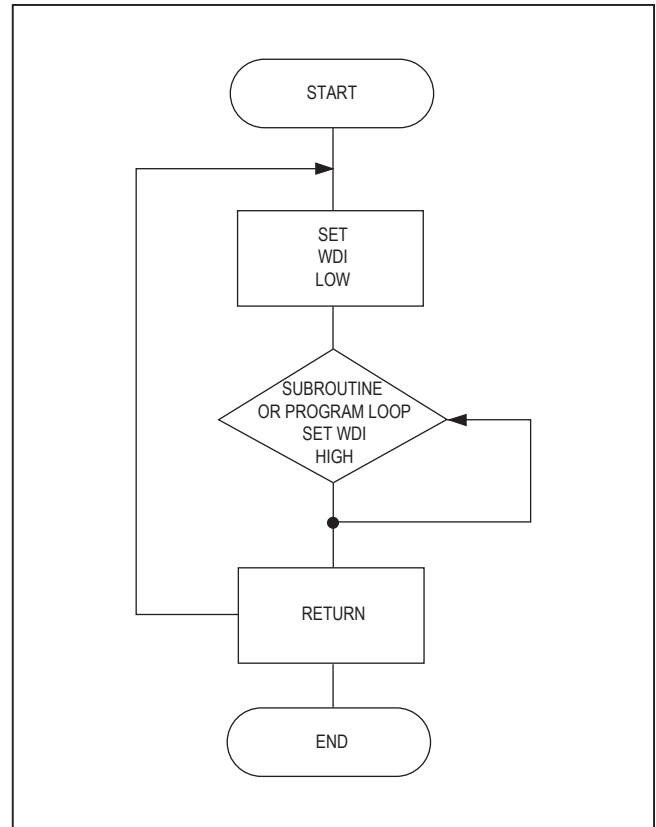 START
SET
WDI
LOW
SUBROUTINE
OR PROGRAM LOOP
SET WDI
HIGH
RETURN
END